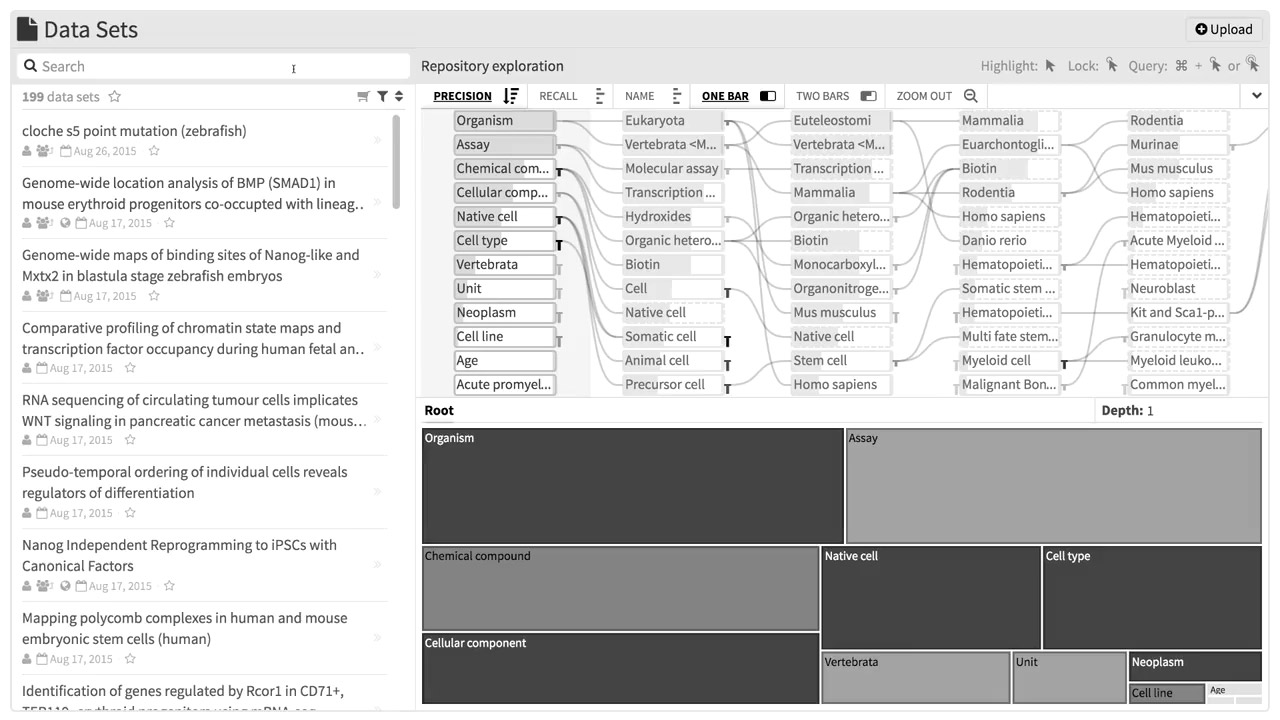 Data Sets
Upload
Search
Repository exploration
Highlight:
Lock:
Query: ⌘ + or
199 data sets
PRECISION
RECALL
NAME
ONE BAR
TWO BARS
ZOOM OUT
cloche s5 point mutation (zebrafish)
Aug 26, 2015
Genome-wide location analysis of BMP (SMAD1) in
mouse erythroid progenitors co-occupted with lineag..
Aug 17, 2015
Genome-wide maps of binding sites of Nanog-like and
Mxtx2 in blastula stage zebrafish embryos
Aug 17, 2015
Comparative profiling of chromatin state maps and
transcription factor occupancy during human fetal an..
Aug 17, 2015
RNA sequencing of circulating tumour cells implicates
WNT signaling in pancreatic cancer metastasis (mous...
Aug 17, 2015
Pseudo-temporal ordering of individual cells reveals
regulators of differentiation
Aug 17, 2015
Nanog Independent Reprogramming to iPSCs with
Canonical Factors
Aug 17, 2015
Mapping polycomb complexes in human and mouse
embryonic stem cells (human)
Aug 17, 2015
Identification of genes regulated by Rcor1 in CD71+,
Organism
Assay
Chemical com...
Cellular comp...
Native cell
Cell type
Vertebrata
Unit
Neoplasm
Cell line
Age
Acute promyel...
Eukaryota
Vertebrata <M...
Molecular assay
Transcription ...
Hydroxides
Organic hetero...
Biotin
Cell
Native cell
Somatic cell
Animal cell
Precursor cell
Euteleostomi
Vertebrata <M...
Transcription ...
Mammalia
Organic hetero...
Biotin
Monocarboxyl...
Organonitroge...
Mus musculus
Native cell
Stem cell
Homo sapiens
Mammalia
Euarchontogli...
Biotin
Rodentia
Homo sapiens
Danio rerio
Hematopoieti...
Somatic stem ...
Hematopoieti...
Multi fate stem...
Myeloid cell
Malignant Bon...
Rodentia
Murinae
Mus musculus
Homo sapiens
Hematopoieti...
Acute Myeloid ...
Hematopoieti...
Neuroblast
Kit and Sca1-p...
Granulocyte m...
Myeloid leuko...
Common myel...
Root
Depth: 1
Organism
Assay
Chemical compound
Native cell
Cell type
Cellular component
Vertebrata
Unit
Neoplasm
Cell line
Age